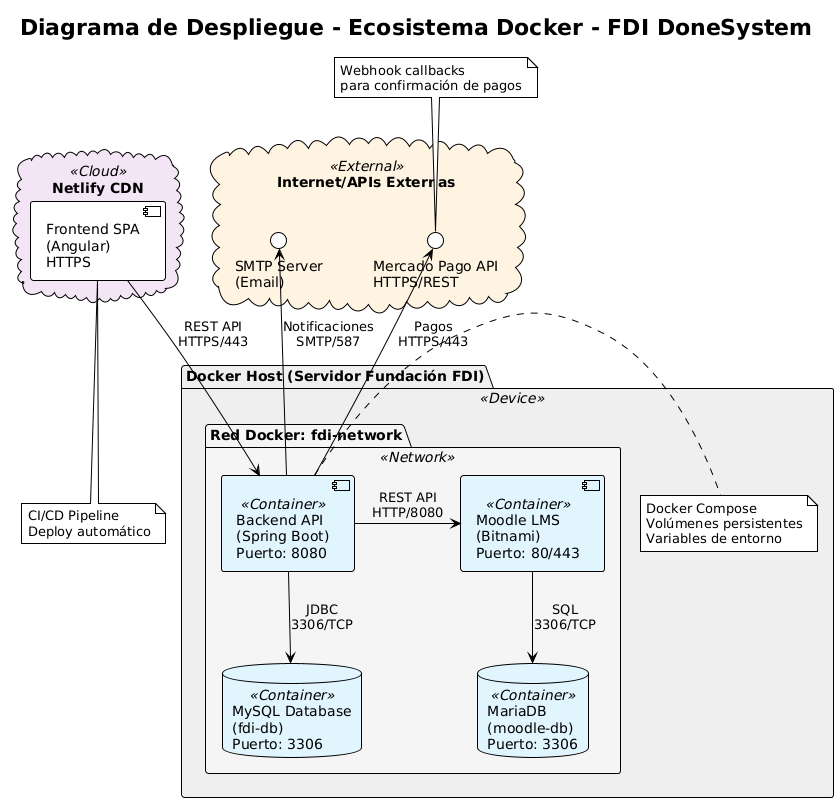 Diagrama de Despliegue - Ecosistema Docker - FDI DoneSystem
Webhook callbacks
para confirmación de pagos
«Cloud»
Netlify CDN
Frontend SPA
(Angular)
HTTPS
«External»
Internet/APIs Externas
SMTP Server
(Email)
Mercado Pago API
HTTPS/REST
REST API
HTTPS/443
Notificaciones
SMTP/587
Pagos
HTTPS/443
Docker Host (Servidor Fundación FDI)
«Device»
Red Docker: fdi-network
«Network»
«Container»
Backend API
(Spring Boot)
Puerto: 8080
REST API
HTTP/8080
«Container»
Moodle LMS
(Bitnami)
Puerto: 80/443
CI/CD Pipeline
Deploy automático
Docker Compose
Volúmenes persistentes
Variables de entorno
JDBC
3306/TCP
SQL
3306/TCP
«Container»
MySQL Database
(fdi-db)
Puerto: 3306
«Container»
MariaDB
(moodle-db)
Puerto: 3306